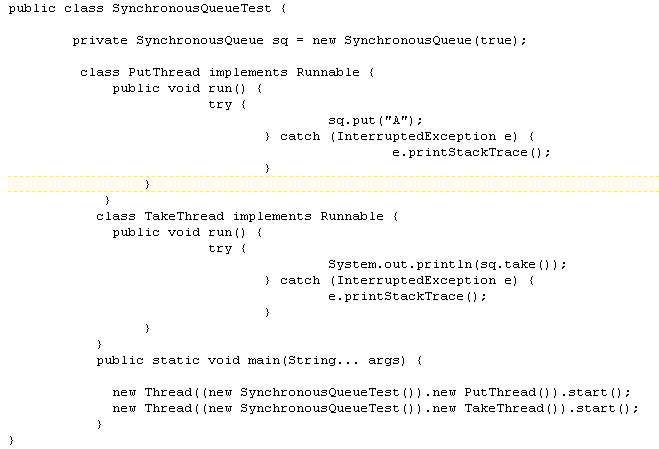 public class SynchronousQueueTest {
private SynchronousQueue sq = new SynchronousQueue(true);
class PutThread implements Runnable {
public void run() {
try {
sq.put("A");
} catch (InterruptedException e) {
e.printStackTrace();
}
}
}
class TakeThread implements Runnable {
public void run() {
try {
System.out.println(sq.take());
} catch (InterruptedException e) {
e.printStackTrace();
}
}
}
public static void main(String... args) {
new Thread((new SynchronousQueueTest()).new PutThread()).start();
new Thread((new SynchronousQueueTest()).new TakeThread()).start();
}
}